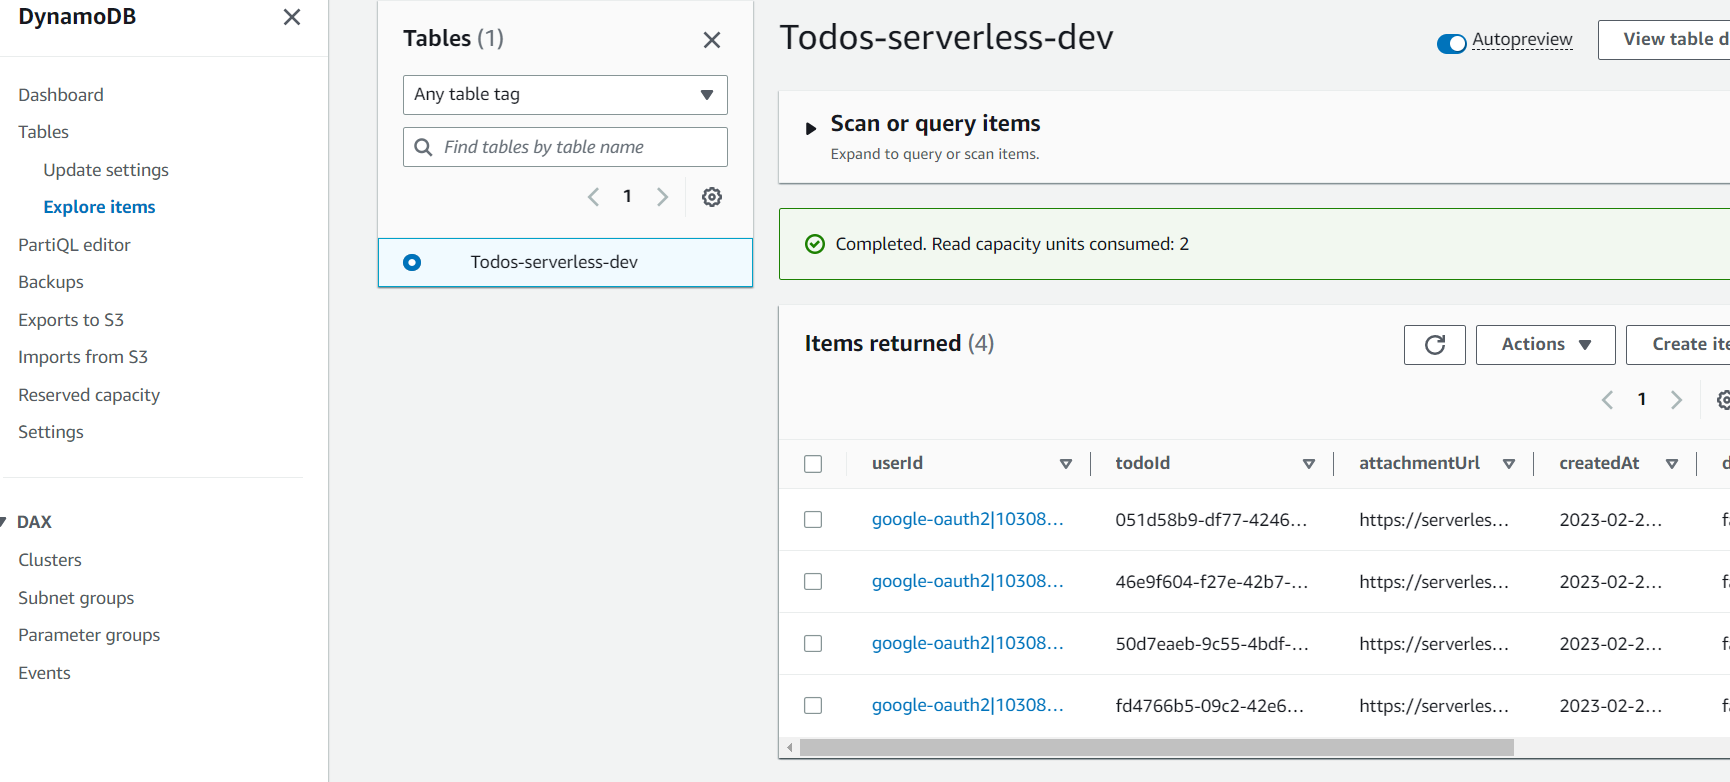 DynamoDB
Dashboard
Tables
Update settings
Explore items
PartiQL editor
Backups
Exports to S3
Imports from S3
Reserved capacity
Settings
DAX
Clusters
Subnet groups
Parameter groups
Events
Tables (1)
Any table tag
Find tables by table name
1
Todos-serverless-dev
Todos-serverless-dev
Autopreview
View table d
Scan or query items
Expand to query or scan items.
Completed. Read capacity units consumed: 2
Items returned (4)
Actions
Create ite
1
userId todoId attachmentUrl createdAt d
google-oauth2|10308... 051d58b9-df77-4246... https://serverles... 2023-02-2... fa
google-oauth2|10308... 46e9f604-f27e-42b7-... https://serverles... 2023-02-2... fa
google-oauth2|10308... 50d7eaeb-9c55-4bdf-... https://serverles... 2023-02-2... fa
google-oauth2|10308... fd4766b5-09c2-42e6... https://serverles... 2023-02-2... fa